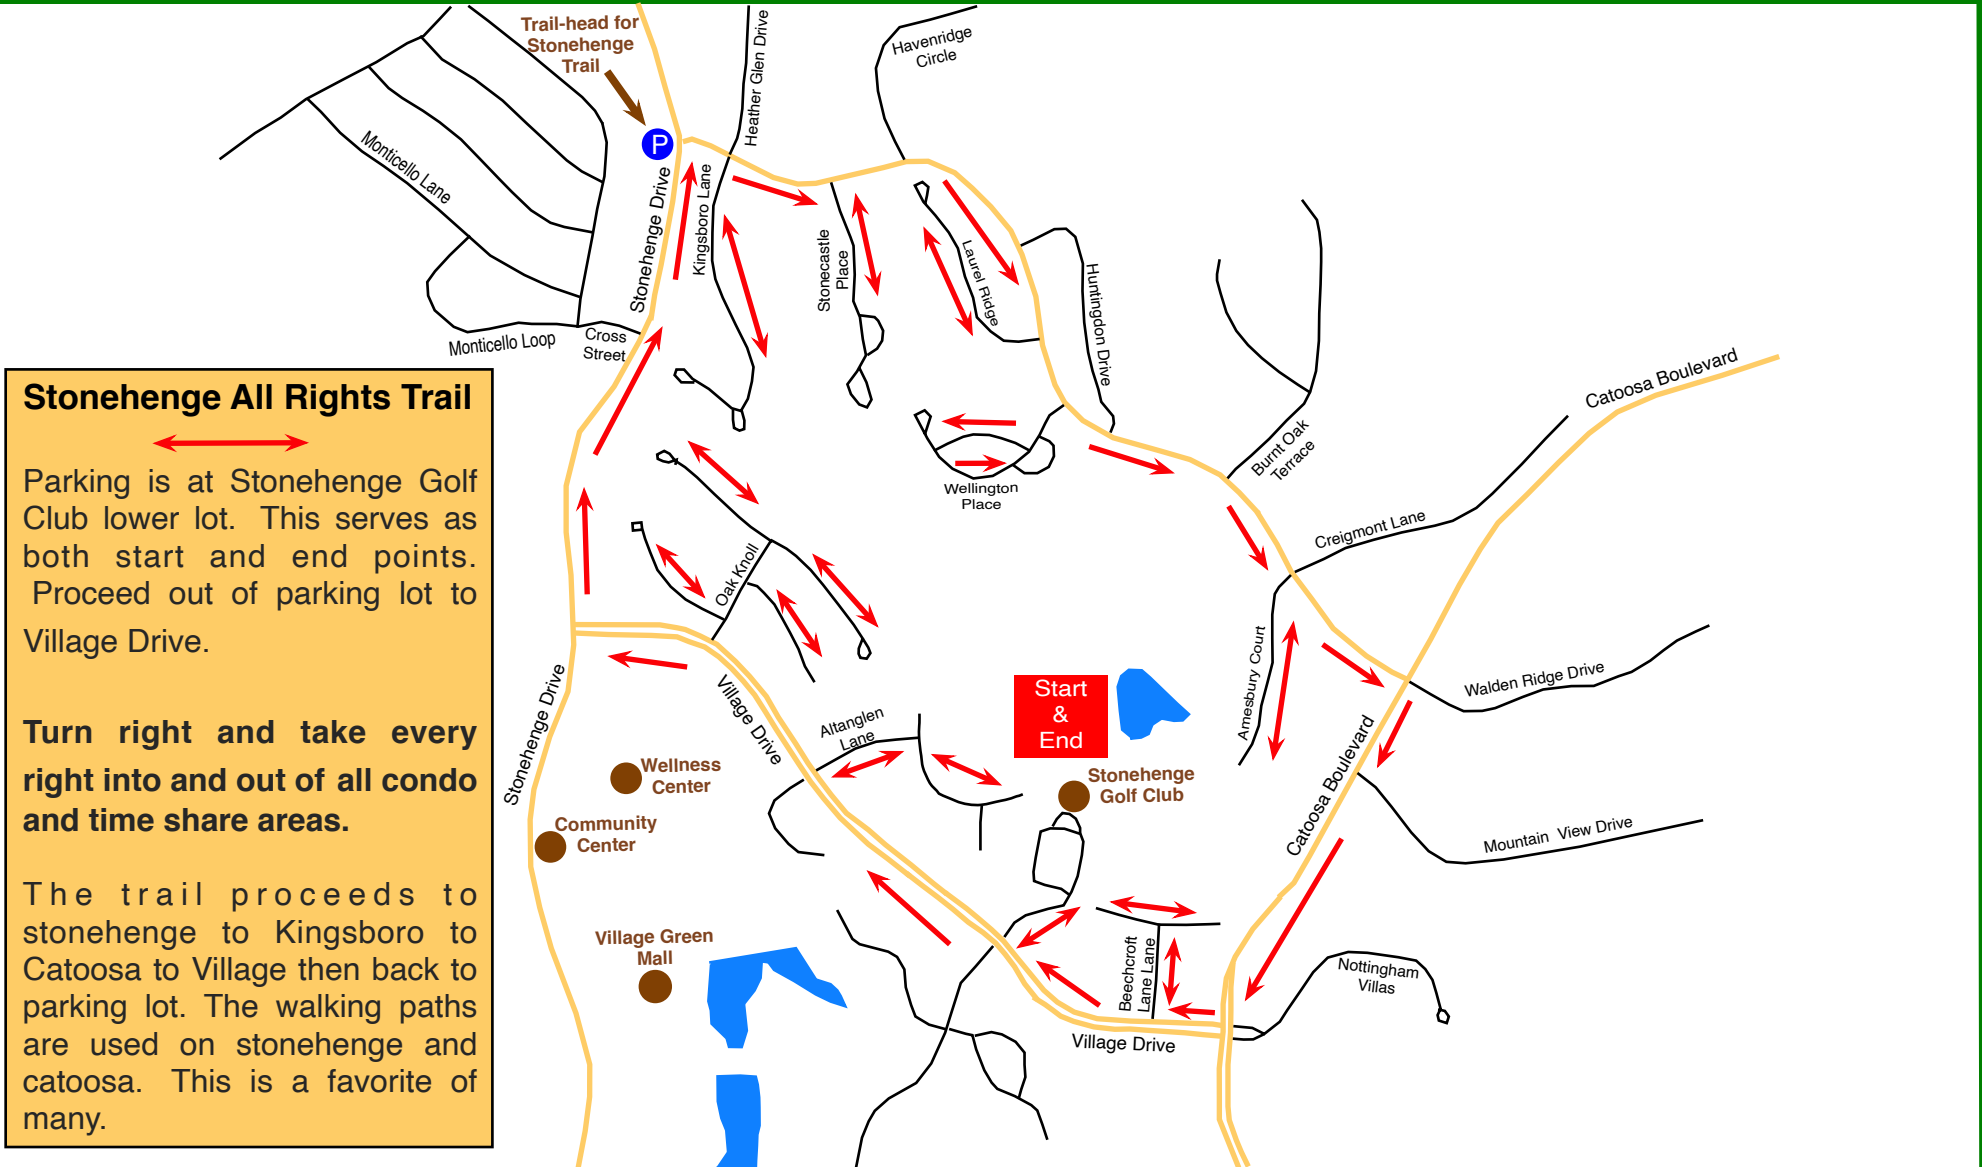 Trail-head for
Stonehenge
Trail
P
Heather Glen Drive
Havenridge
Circle
Monticello Lane
Stonehenge Drive
Kingsboro Lane
Stonecastle
Place
Laurel Ridge
Huntingdon Drive
Monticello Loop
Cross
Street
Catoosa Boulevard
Burnt Oak
Terrace
Wellington
Place
Creigmont Lane
Oak Knoll
Stonehenge All Rights Trail
Parking is at Stonehenge Golf
Club lower lot. This serves as
both start and end points.
Proceed out of parking lot to
Village Drive.
Turn right and take every
right into and out of all condo
and time share areas.
The trail proceeds to
stonehenge to Kingsboro to
Catoosa to Village then back to
parking lot. The walking paths
are used on stonehenge and
catoosa. This is a favorite of
many.
Stonehenge Drive
Village Drive
Altanglen
Lane
Start
&
End
Amesbury Court
Walden Ridge Drive
Catoosa Boulevard
Wellness
Center
Stonehenge
Golf Club
Community
Center
Mountain View Drive
Village Green
Mall
Beechcroft
Lane Lane
Nottingham
Villas
Village Drive